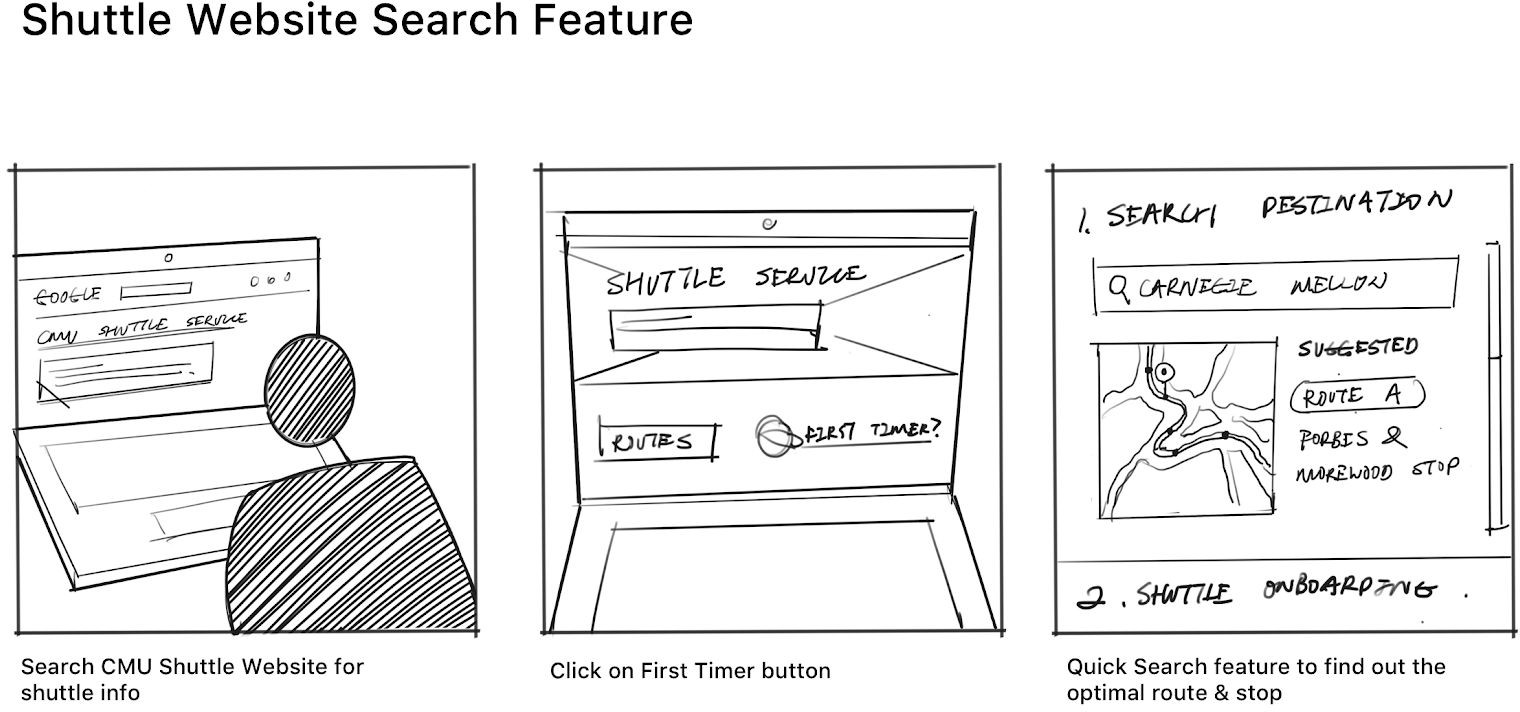 Shuttle Website Search Feature
GOOGLE
CMU SHUTTLE SERVICE
Search CMU Shuttle Website for
shuttle info
SHUTTLE SERVICE
ROUTES
FIRST TIMER?
Click on First Timer button
1. SEARCH DESTINATION
CARNEGIE MELLON
SUGGESTED
ROUTE A
FORBES &
MOREWOOD STOP
2. SHUTTLE ONBOARDING.
Quick Search feature to find out the
optimal route & stop